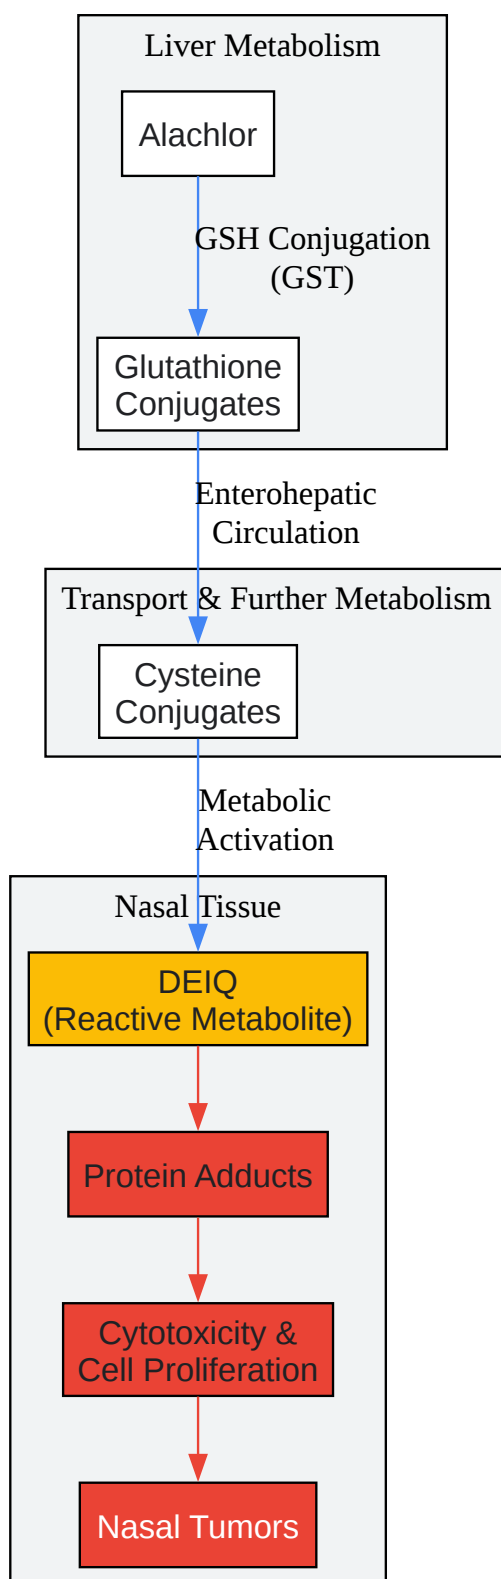 Liver Metabolism
Alachlor
GSH Conjugation
(GST)
Glutathione
Conjugates
Enterohepatic
Circulation
Transport & Further Metabolism
Cysteine
Conjugates
Metabolic
Activation
Nasal Tissue
DEIQ
(Reactive Metabolite)
Protein Adducts
Cytotoxicity &
Cell Proliferation
Nasal Tumors